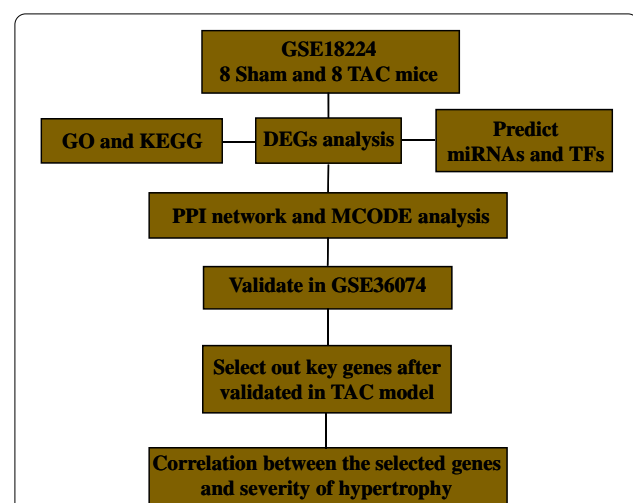 GSE18224
8 Sham and 8 TAC mice
GO and KEGG
DEGs analysis
Predict
miRNAs and TFs
PPI network and MCODE analysis
Validate in GSE36074
Select out key genes after
validated in TAC model
Correlation between the selected genes
and severity of hypertrophy